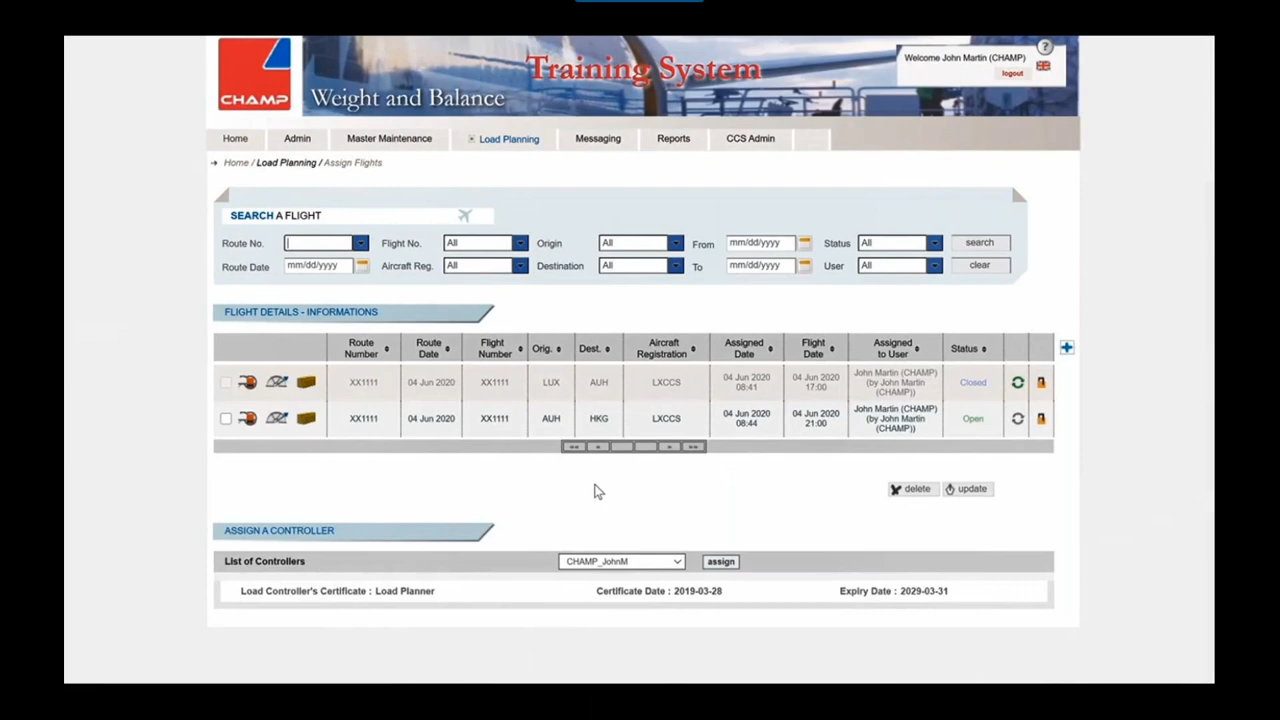 Training System
Welcome John Martin (CHAMP)
?
logout
CHAMP
Weight and Balance
Home Admin Master Maintenance Load Planning Messaging Reports CCS Admin
Home / Load Planning / Assign Flights
SEARCH A FLIGHT
Route No. Flight No. All Origin All From mm/dd/yyyy Status All search
Route Date mm/dd/yyyy Aircraft Reg. All Destination All To mm/dd/yyyy User All clear
FLIGHT DETAILS - INFORMATIONS
Route Number Route Date Flight Number Orig. Dest. Aircraft Registration Assigned Date Flight Date Assigned to User Status
XX1111 04 Jun 2020 XX1111 LUX AUH LXCCS 04 Jun 2020 08:41 04 Jun 2020 17:00 John Martin (CHAMP) (by John Martin (CHAMP)) Closed
XX1111 04 Jun 2020 XX1111 AUH HKG LXCCS 04 Jun 2020 08:44 04 Jun 2020 21:00 John Martin (CHAMP) (by John Martin (CHAMP)) Open
delete update
ASSIGN A CONTROLLER
List of Controllers CHAMP_JohnM assign
Load Controller's Certificate : Load Planner Certificate Date : 2019-03-28 Expiry Date : 2029-03-31